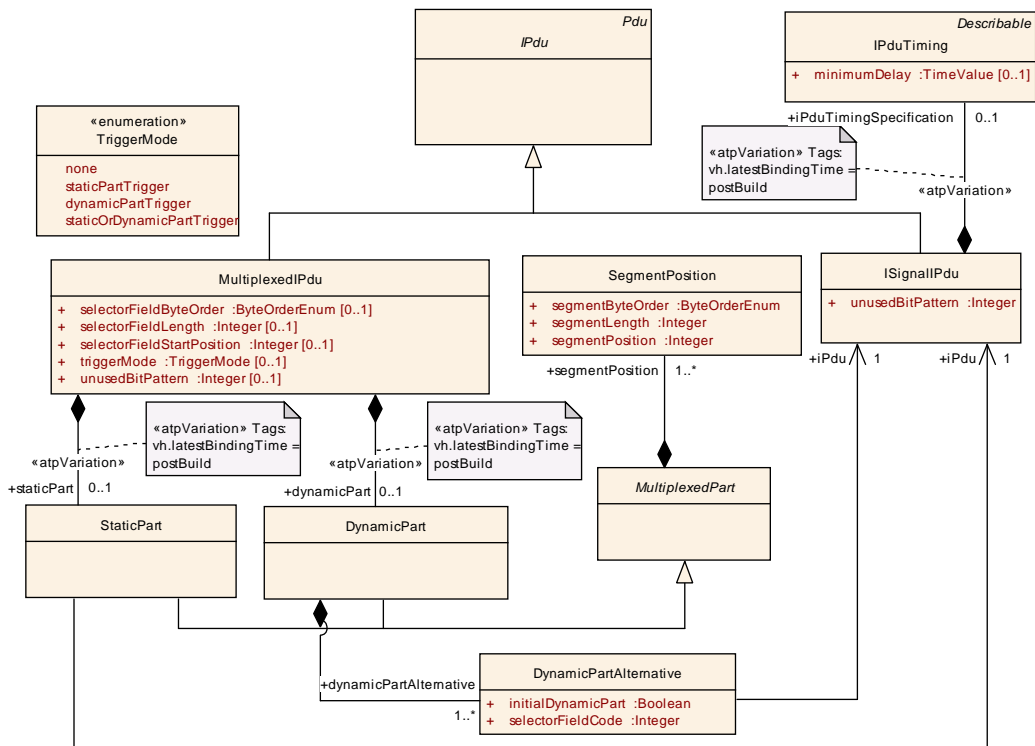 Pdu
IPdu
Describable
IPduTiming
+ minimumDelay :TimeValue [0..1]
«enumeration»
TriggerMode
none
staticPartTrigger
dynamicPartTrigger
staticOrDynamicPartTrigger
+iPduTimingSpecification 0..1
«atpVariation» Tags:
vh.latestBindingTime =
postBuild
«atpVariation»
MultiplexedIPdu
+ selectorFieldByteOrder :ByteOrderEnum [0..1]
+ selectorFieldLength :Integer [0..1]
+ selectorFieldStartPosition :Integer [0..1]
+ triggerMode :TriggerMode [0..1]
+ unusedBitPattern :Integer [0..1]
SegmentPosition
+ segmentByteOrder :ByteOrderEnum
+ segmentLength :Integer
+ segmentPosition :Integer
ISignalIPdu
+ unusedBitPattern :Integer
+iPdu 1
+iPdu 1
+segmentPosition 1..*
«atpVariation» Tags:
vh.latestBindingTime =
postBuild
«atpVariation»
+staticPart 0..1
«atpVariation» Tags:
vh.latestBindingTime =
postBuild
«atpVariation»
+dynamicPart 0..1
MultiplexedPart
StaticPart
DynamicPart
+dynamicPartAlternative
1..*
DynamicPartAlternative
+ initialDynamicPart :Boolean
+ selectorFieldCode :Integer